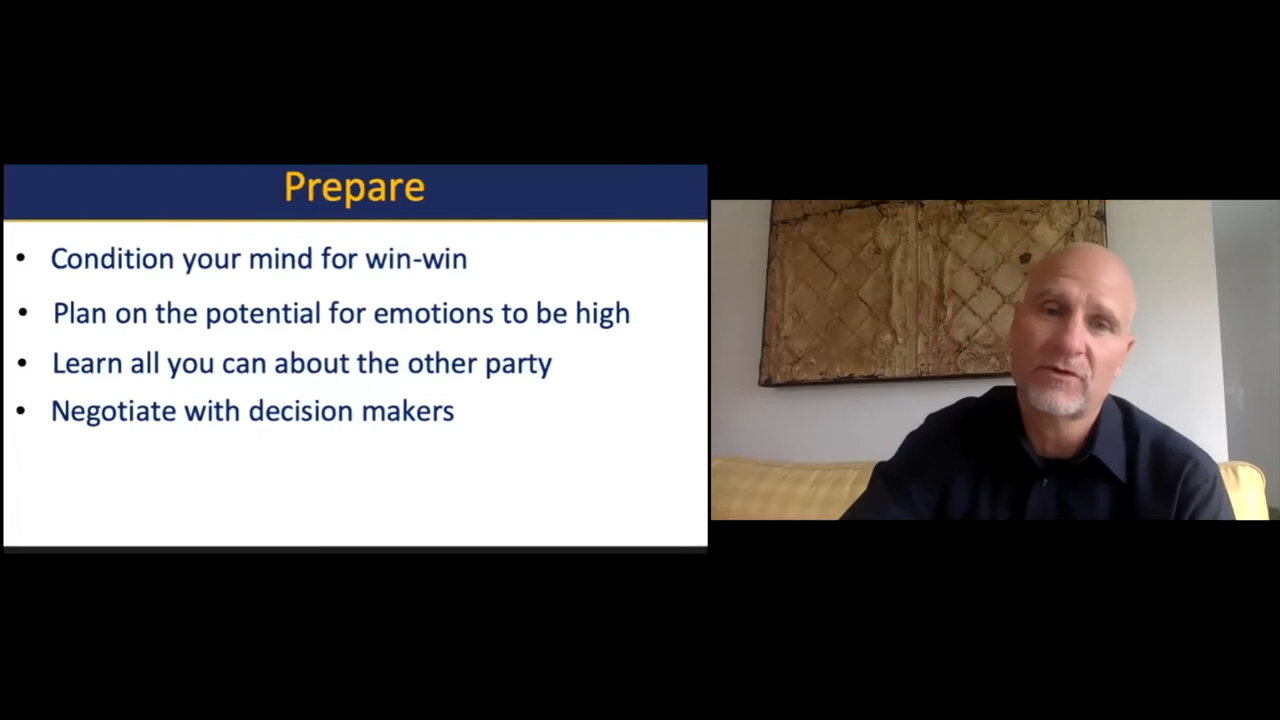 Prepare
• Condition your mind for win-win
• Plan on the potential for emotions to be high
• Learn all you can about the other party
• Negotiate with decision makers